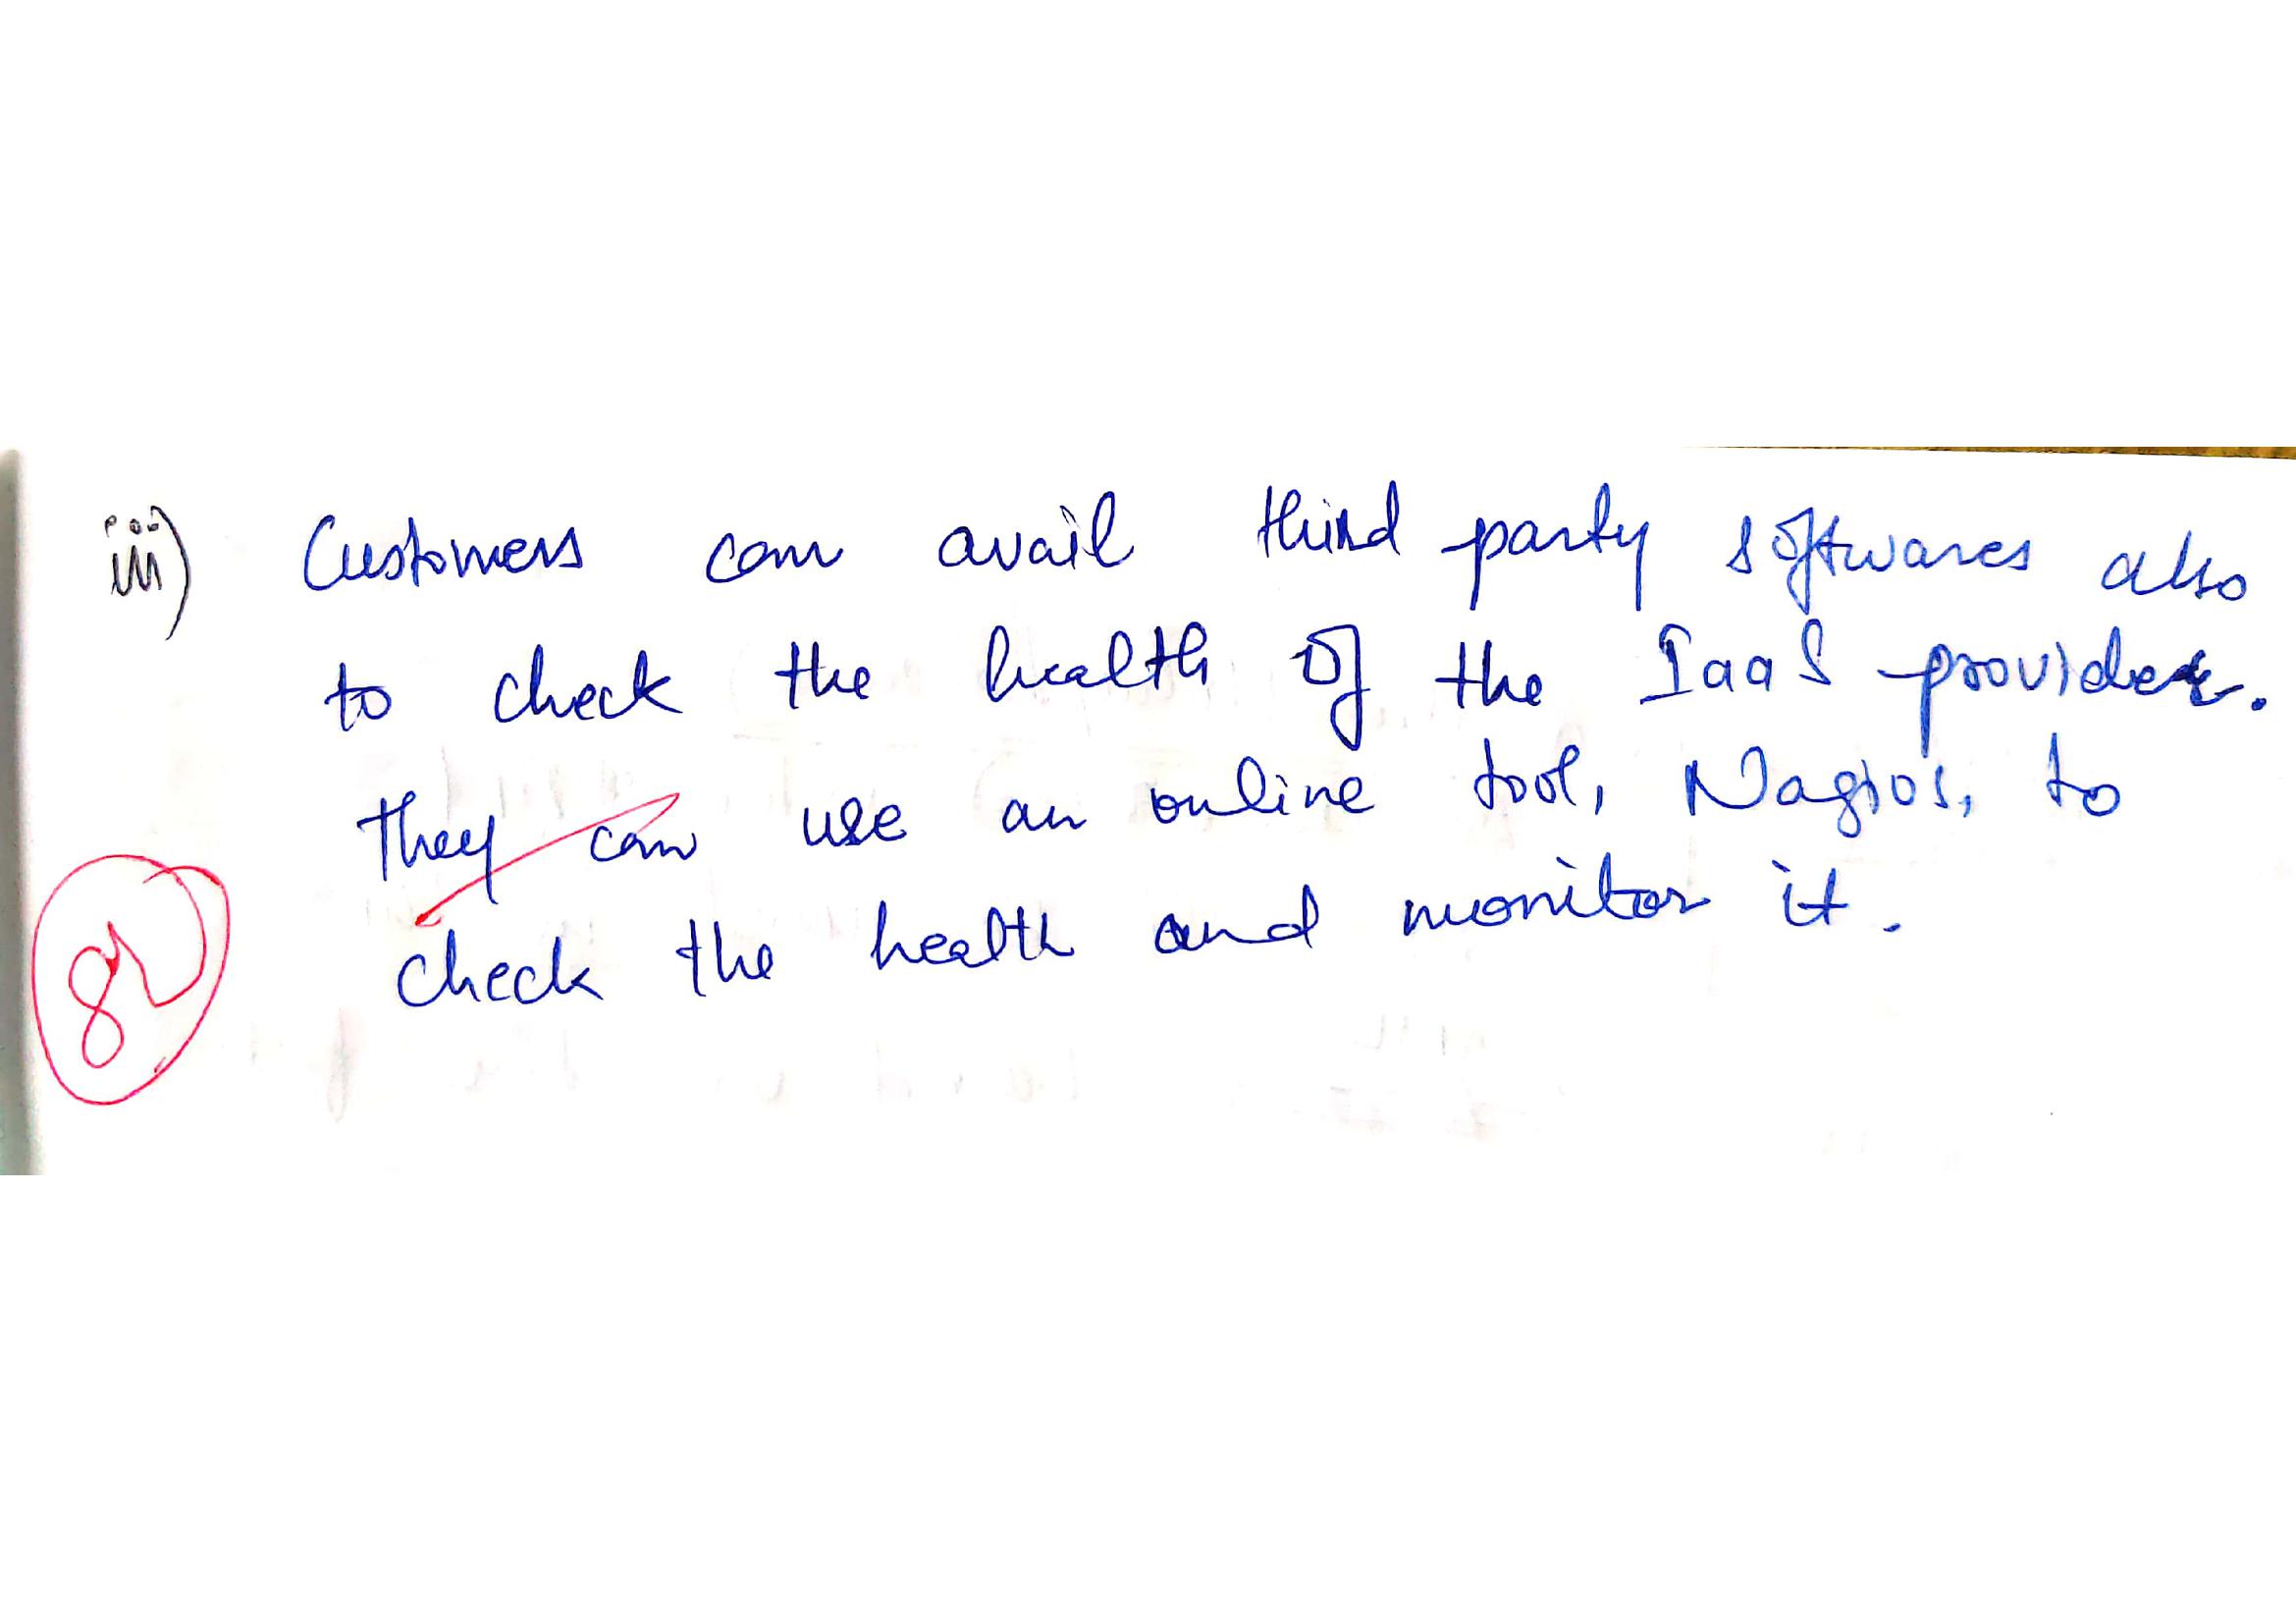 iii) Customers can avail third party softwares also
to check the health of the IaaS provider.
They can use an online tool, Nagios, to
check the health and monitor it.